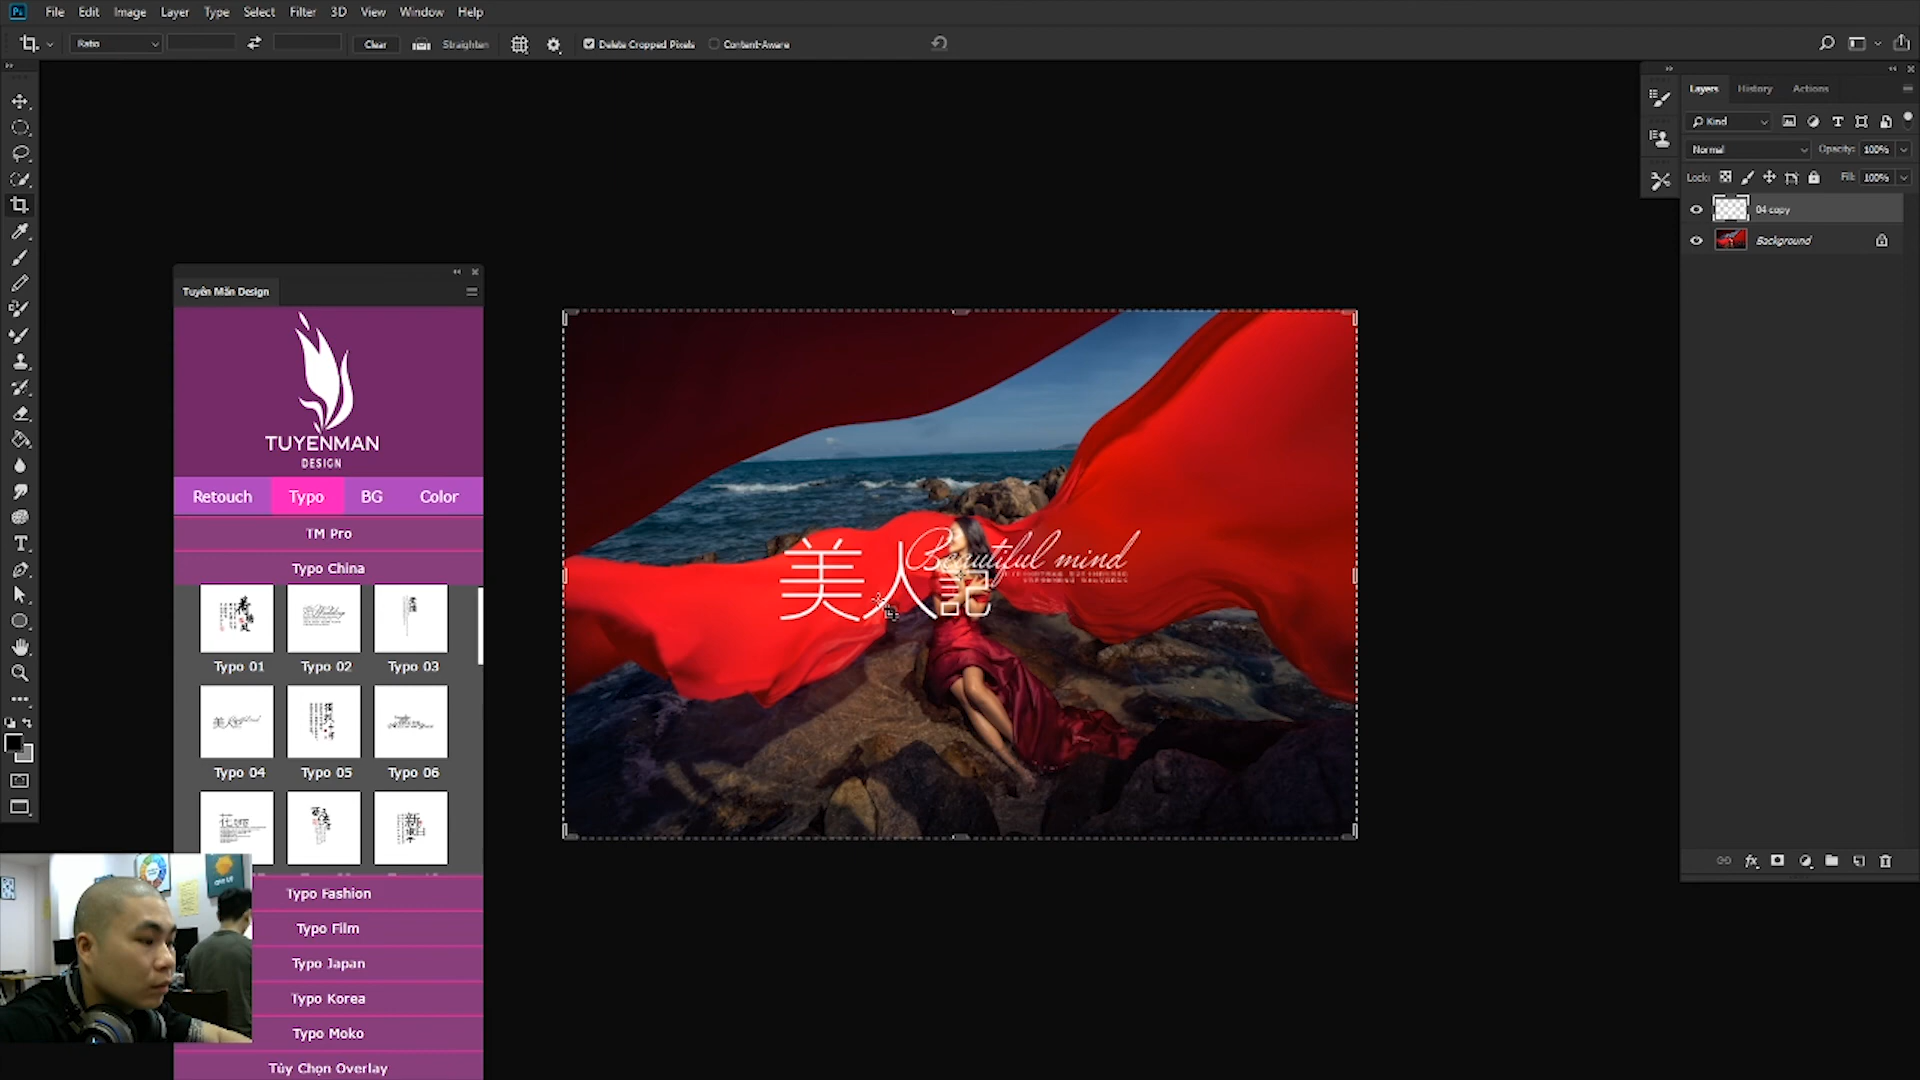 Ps File Edit Image Layer Type Select Filter 3D View Window Help
Ratio Clear Straighten Delete Cropped Pixels Content-Aware
Layers History Actions
Kind
Normal Opacity: 100%
Lock: Fill: 100%
04 copy
Background
Tuyên Mãn Design
TUYENMAN
DESIGN
Retouch Typo BG Color
TM Pro
Typo China
Typo 01 Typo 02 Typo 03
Typo 04 Typo 05 Typo 06
Typo Fashion
Typo Film
Typo Japan
Typo Korea
Typo Moko
Tùy Chọn Overlay
美人記
Beautiful mind